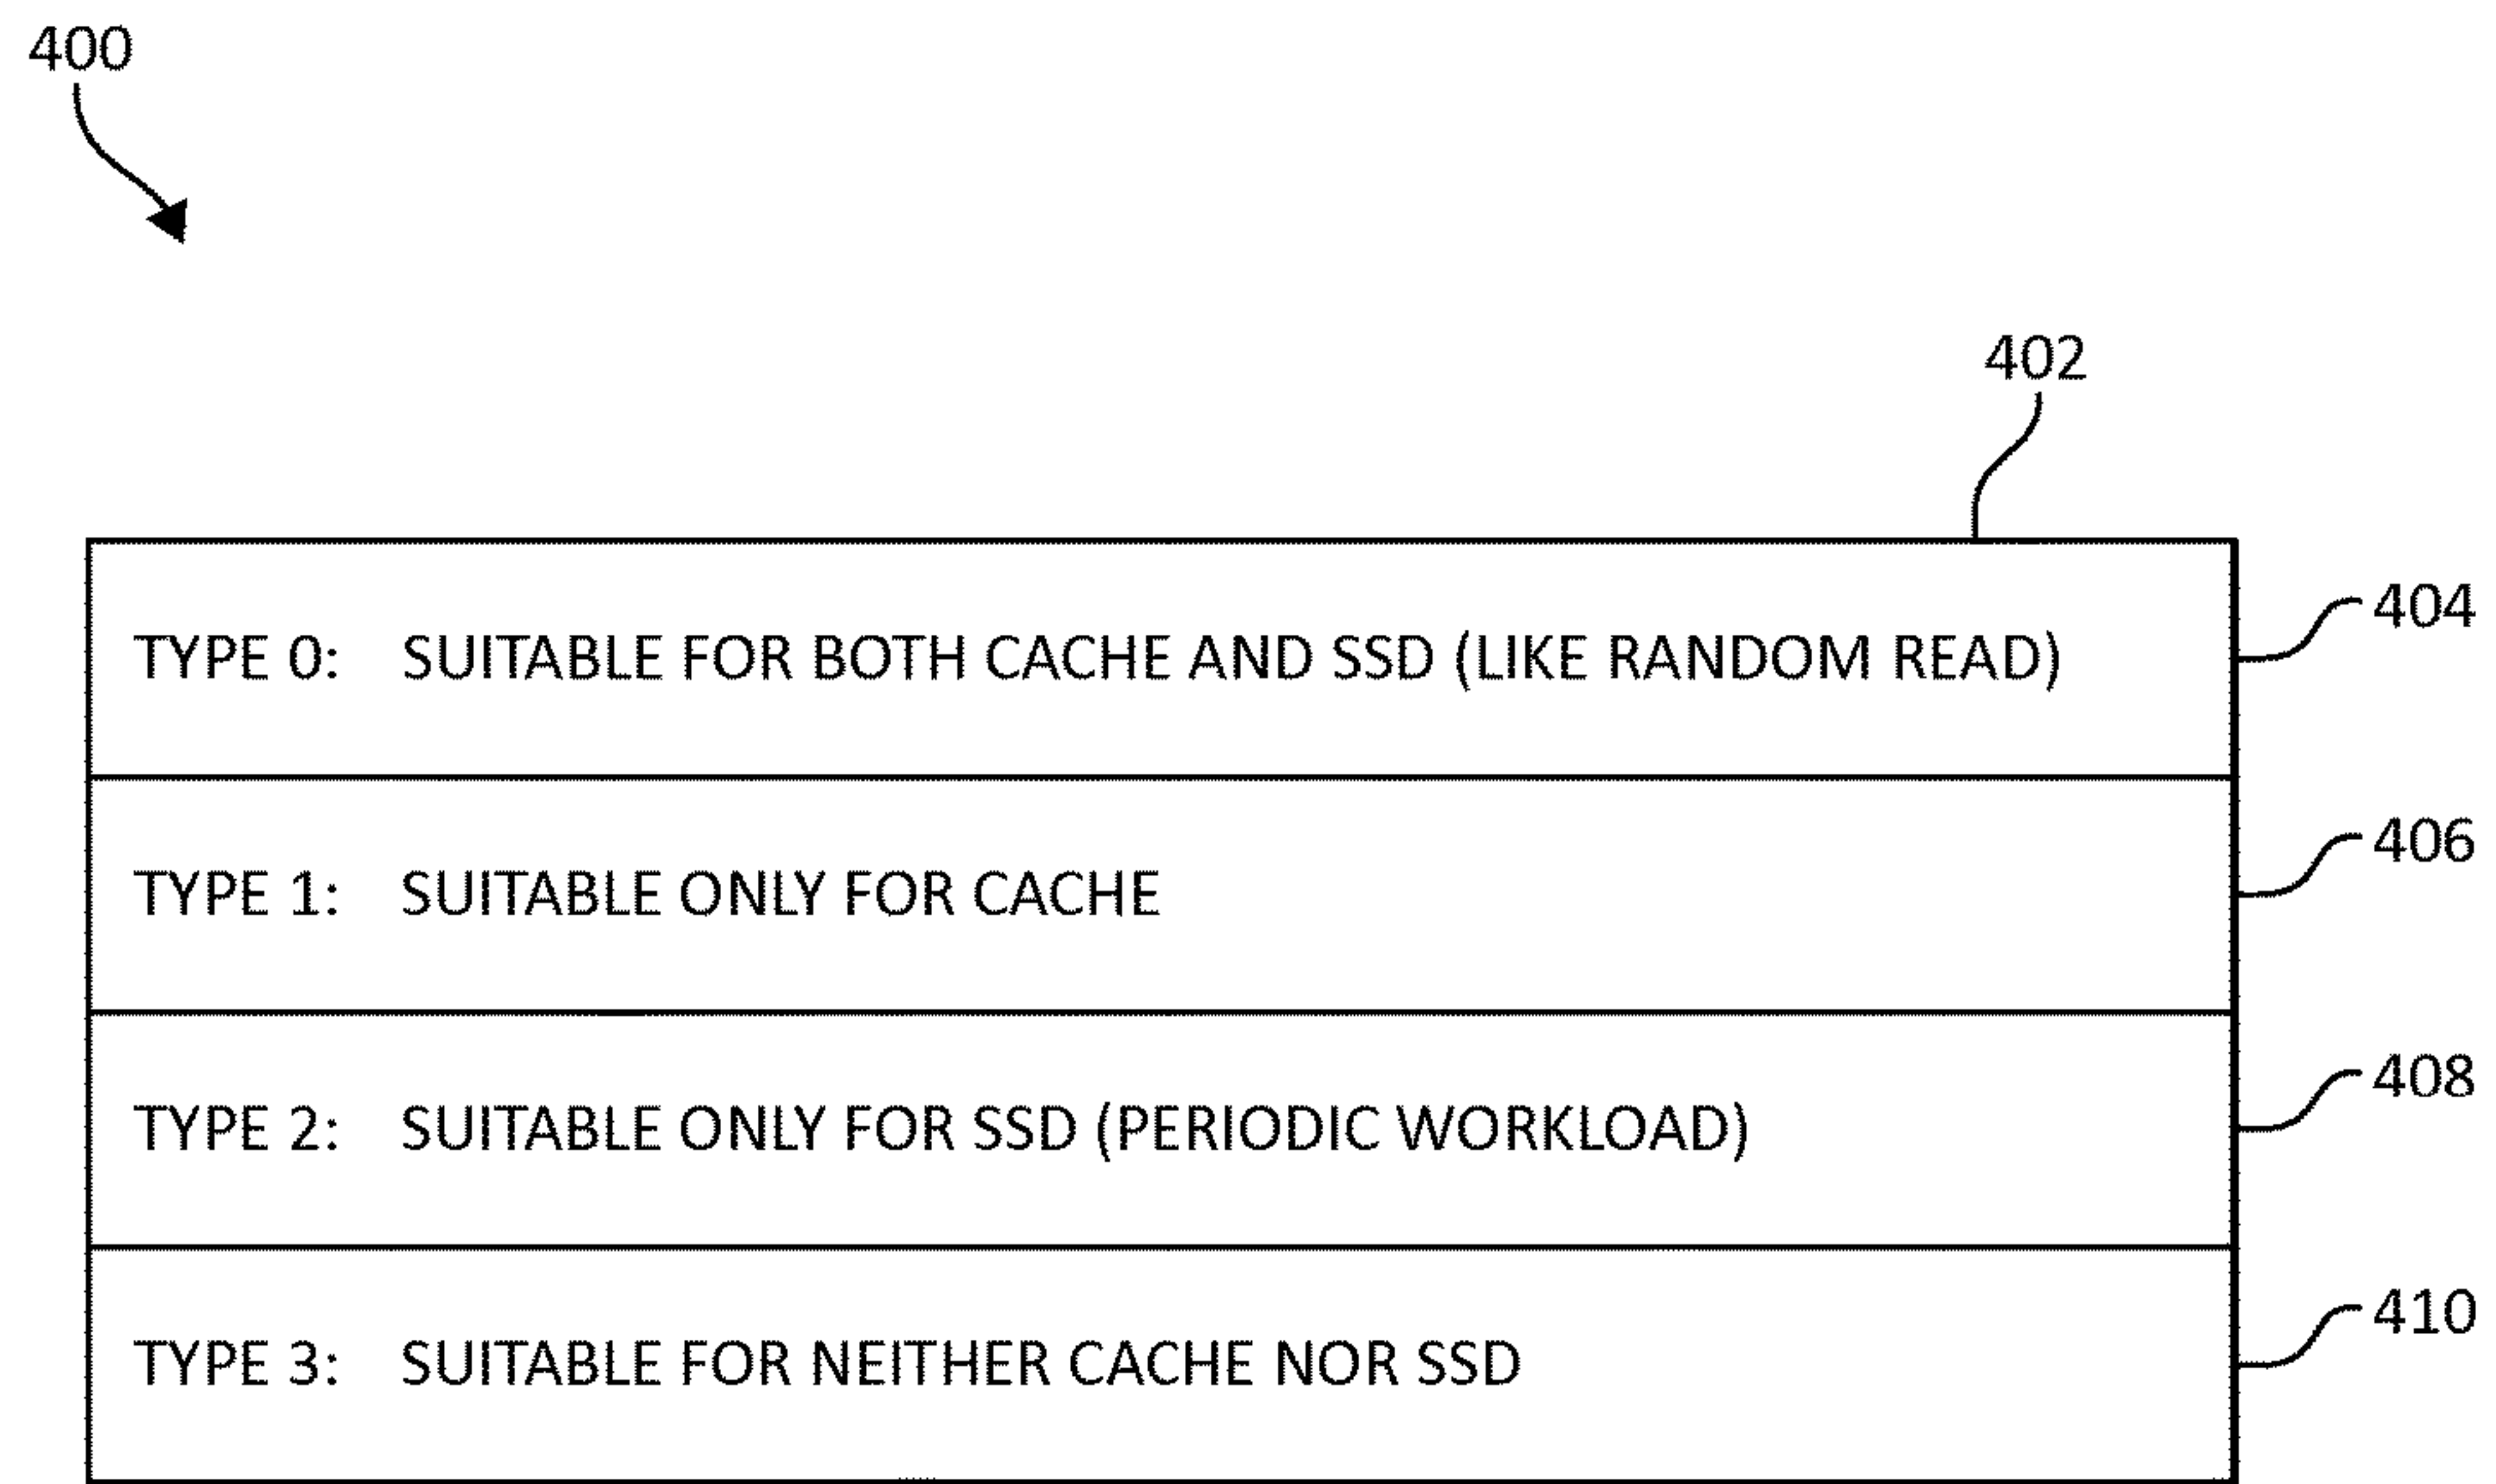 400
402
TYPE 0: SUITABLE FOR BOTH CACHE AND SSD (LIKE RANDOM READ)
404
TYPE 1: SUITABLE ONLY FOR CACHE
406
TYPE 2: SUITABLE ONLY FOR SSD (PERIODIC WORKLOAD)
408
TYPE 3: SUITABLE FOR NEITHER CACHE NOR SSD
410